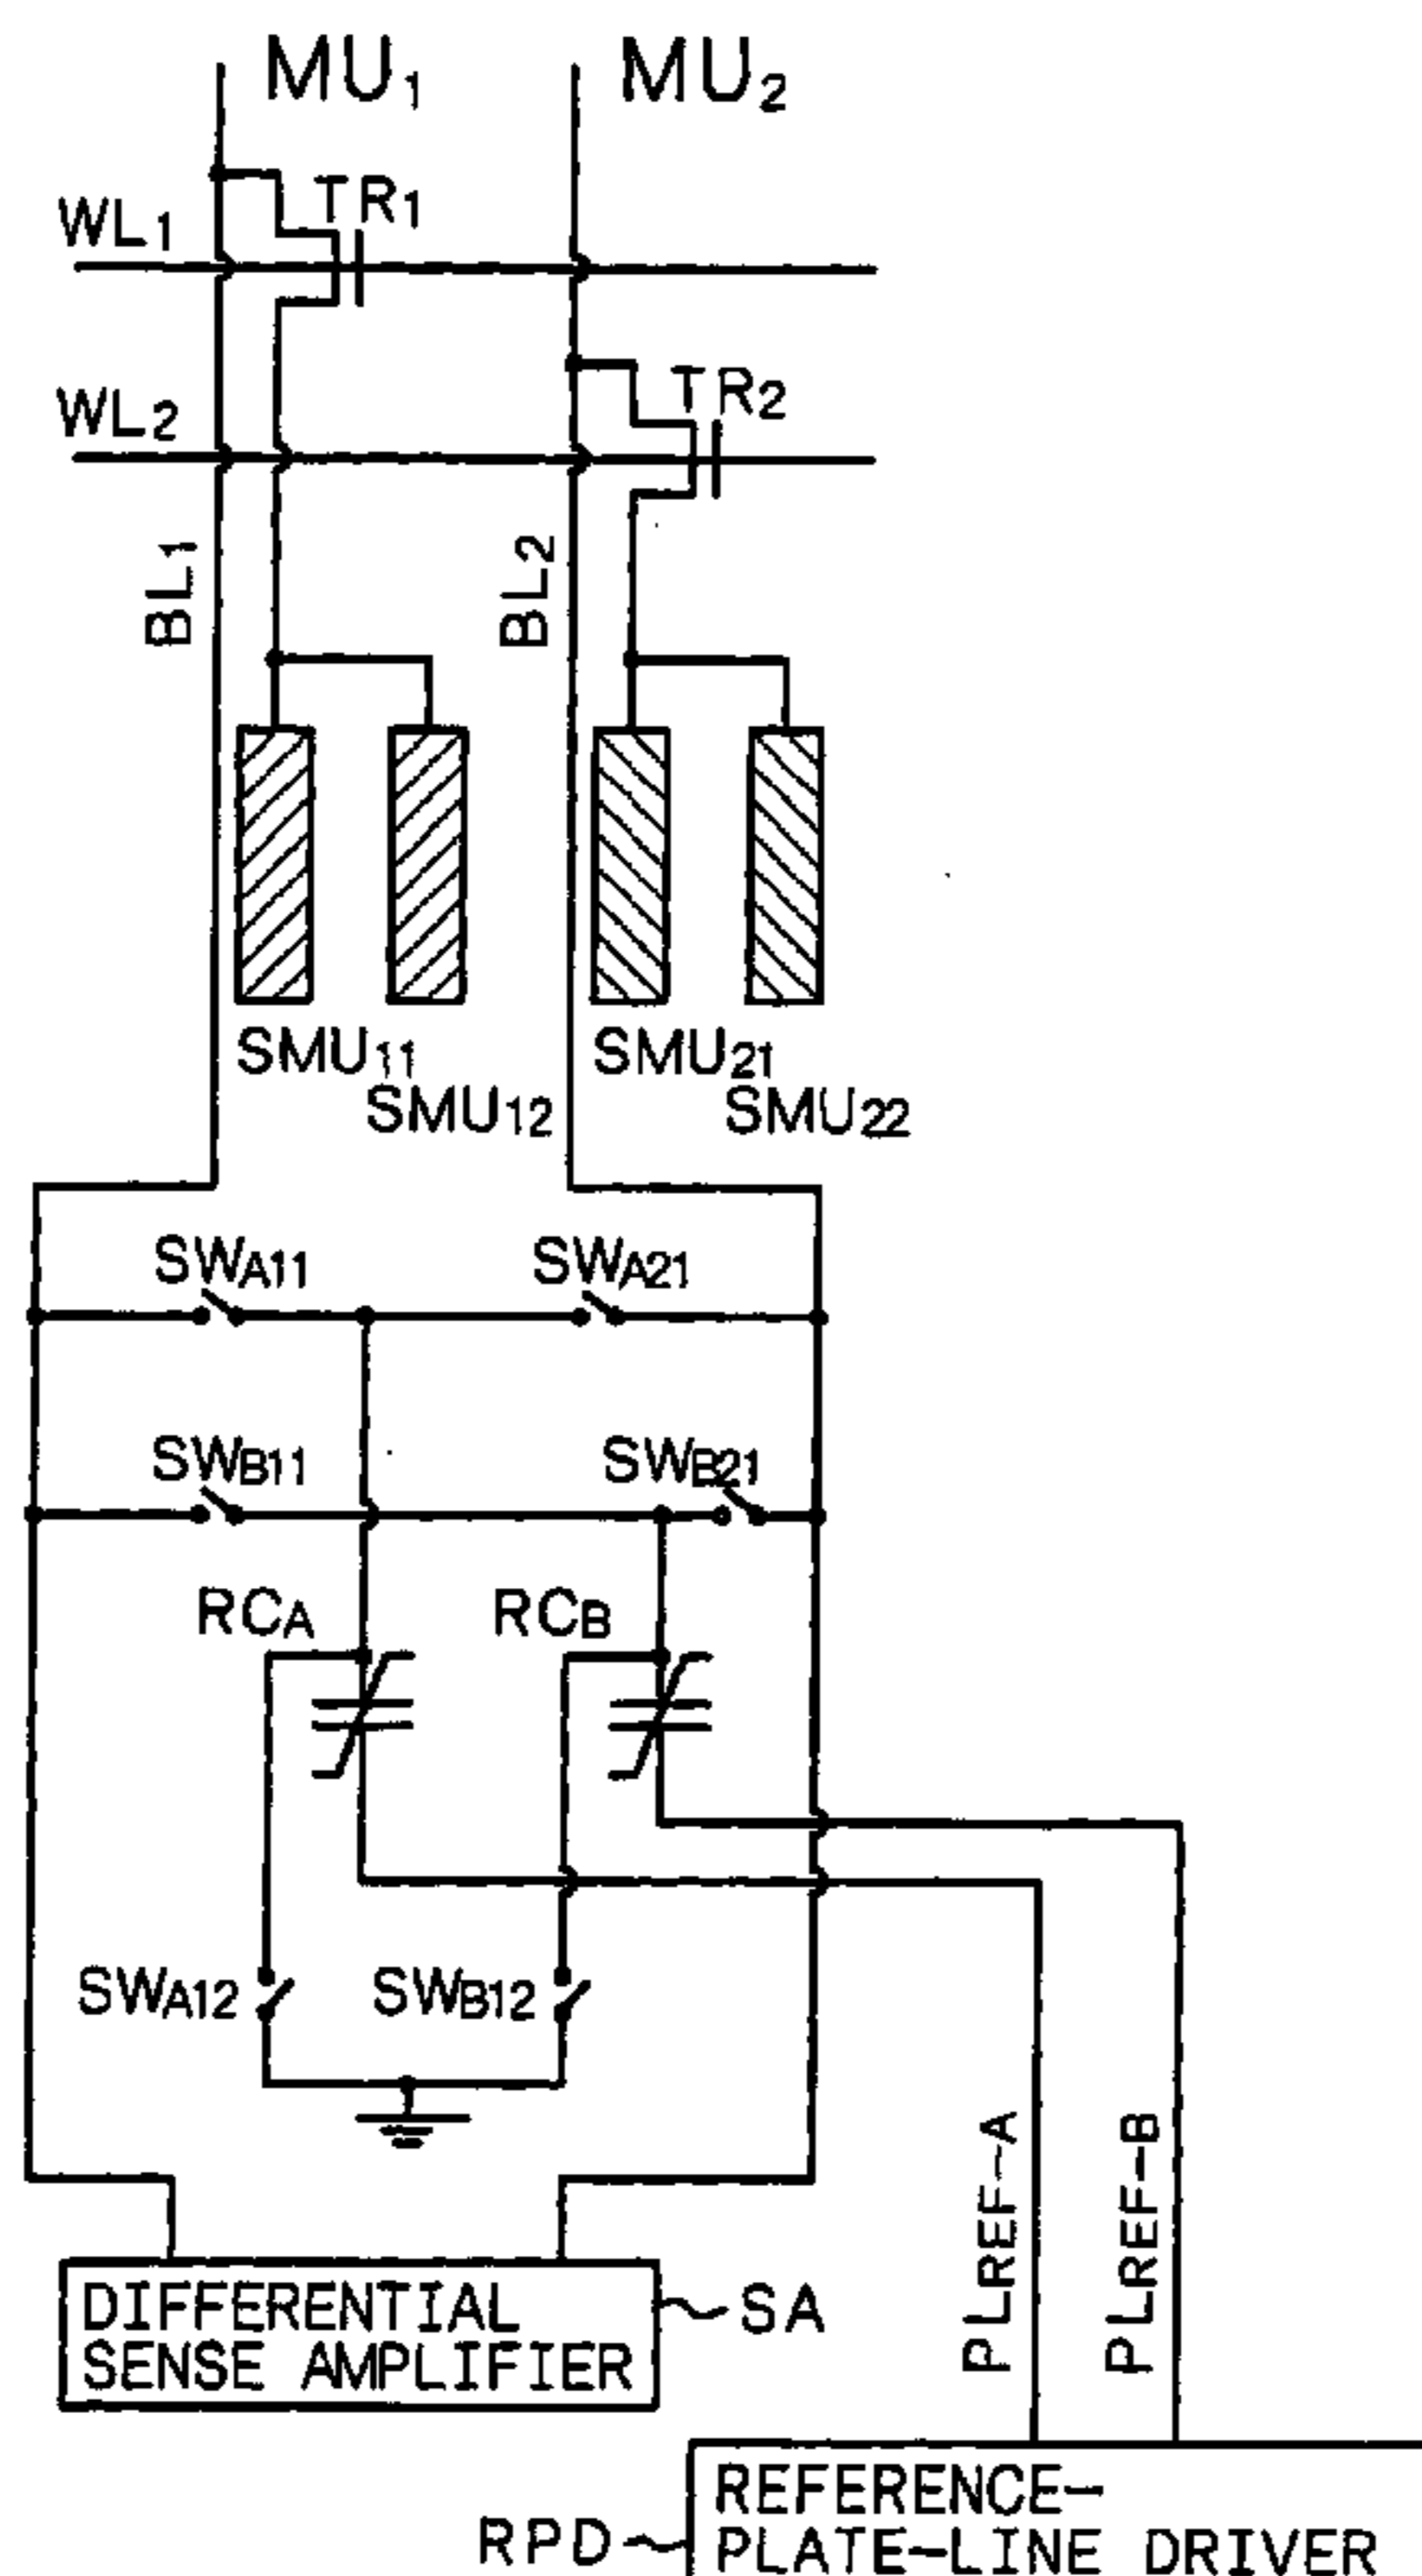 MU1 MU2
TR1
WL1
TR2
WL2
BL1 BL2
SMU11 SMU21
SMU12 SMU22
SWA11 SWA21
SWB11 SWB21
RCA RCB
SWA12 SWB12
PLREF-A PLREF-B
DIFFERENTIAL
SENSE AMPLIFIER
SA
REFERENCE-
PLATE-LINE DRIVER
RPD